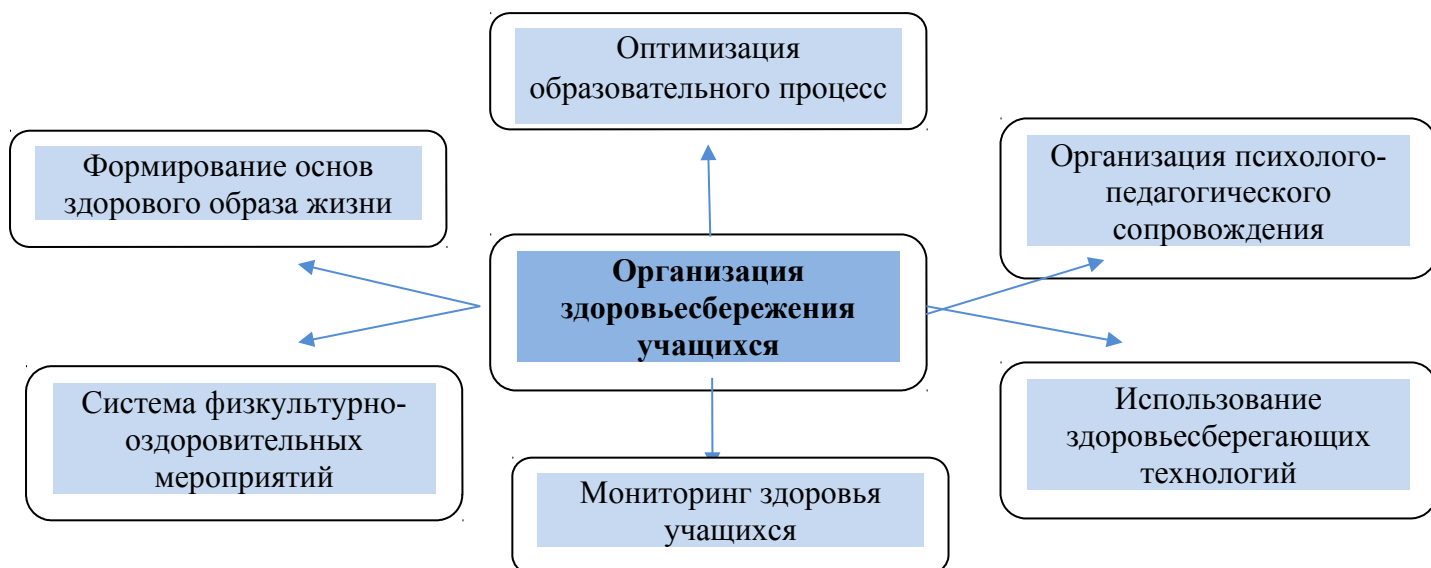 Оптимизация
образовательного процесс
Формирование основ
здорового образа жизни
Организация психолого-
педагогического
сопровождения
Организация
здоровьесбережения
учащихся
Система физкультурно-
оздоровительных
мероприятий
Использование
здоровьесберегающих
технологий
Мониторинг здоровья
учащихся